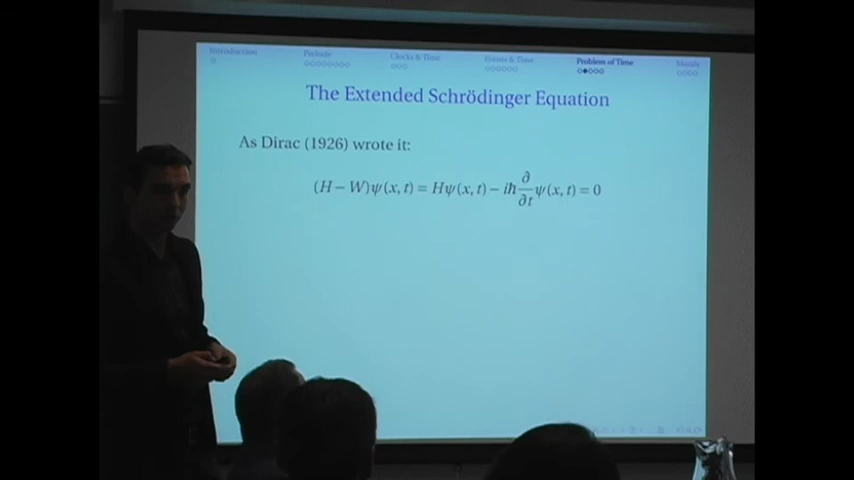 Introduction Prelude Clocks & Time Events & Time Problem of Time Morals
The Extended Schrödinger Equation
As Dirac (1926) wrote it:
(H − W)ψ(x, t) = Hψ(x, t) − iħ ∂/∂t ψ(x, t) = 0